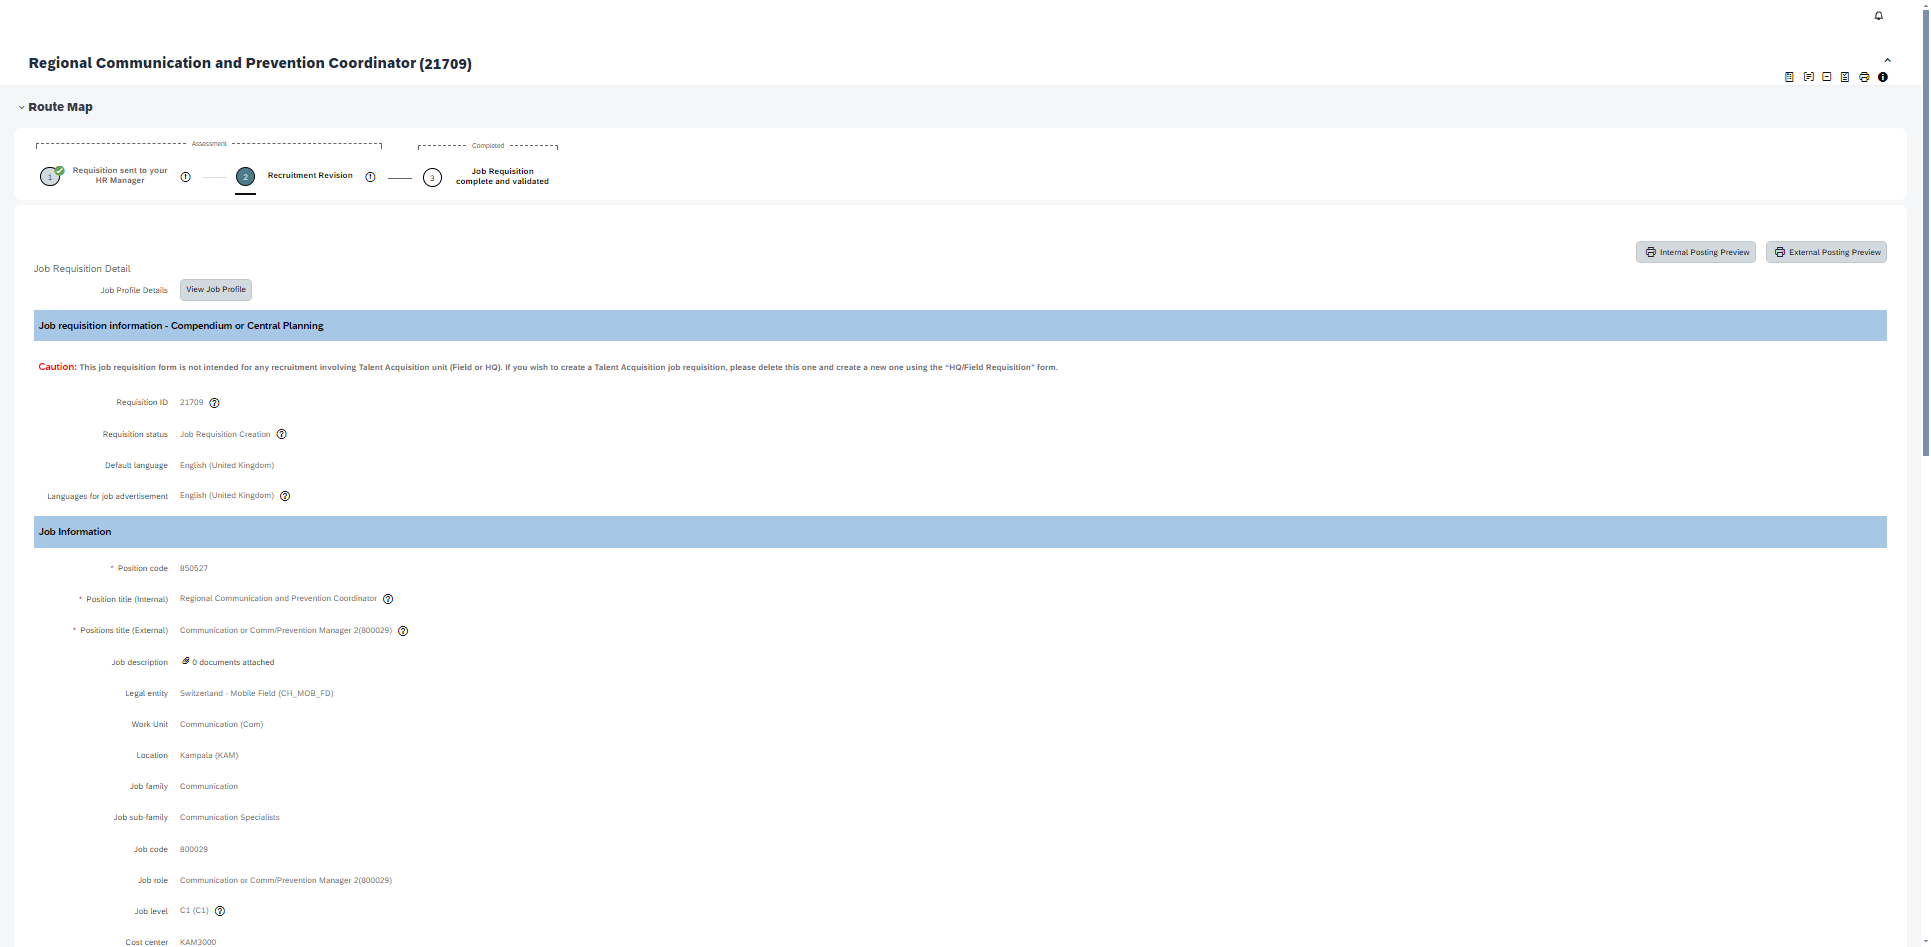 Regional Communication and Prevention Coordinator (21709)
Route Map
Assessment
Completed
1
Requisition sent to your
HR Manager
2
Recruitment Revision
3
Job Requisition
complete and validated
Internal Posting Preview
External Posting Preview
Job Requisition Detail
Job Profile Details View Job Profile
Job requisition information - Compendium or Central Planning
Caution: This job requisition form is not intended for any recruitment involving Talent Acquisition unit (Field or HQ). If you wish to create a Talent Acquisition job requisition, please delete this one and create a new one using the "HQ/Field Requisition" form.
Requisition ID 21709
Requisition status Job Requisition Creation
Default language English (United Kingdom)
Languages for job advertisement English (United Kingdom)
Job Information
* Position code 850527
* Position title (Internal) Regional Communication and Prevention Coordinator
* Positions title (External) Communication or Comm/Prevention Manager 2(800029)
Job description 0 documents attached
Legal entity Switzerland - Mobile Field (CH_MOB_FD)
Work Unit Communication (Com)
Location Kampala (KAM)
Job family Communication
Job sub-family Communication Specialists
Job code 800029
Job role Communication or Comm/Prevention Manager 2(800029)
Job level C1 (C1)
Cost center KAM3000